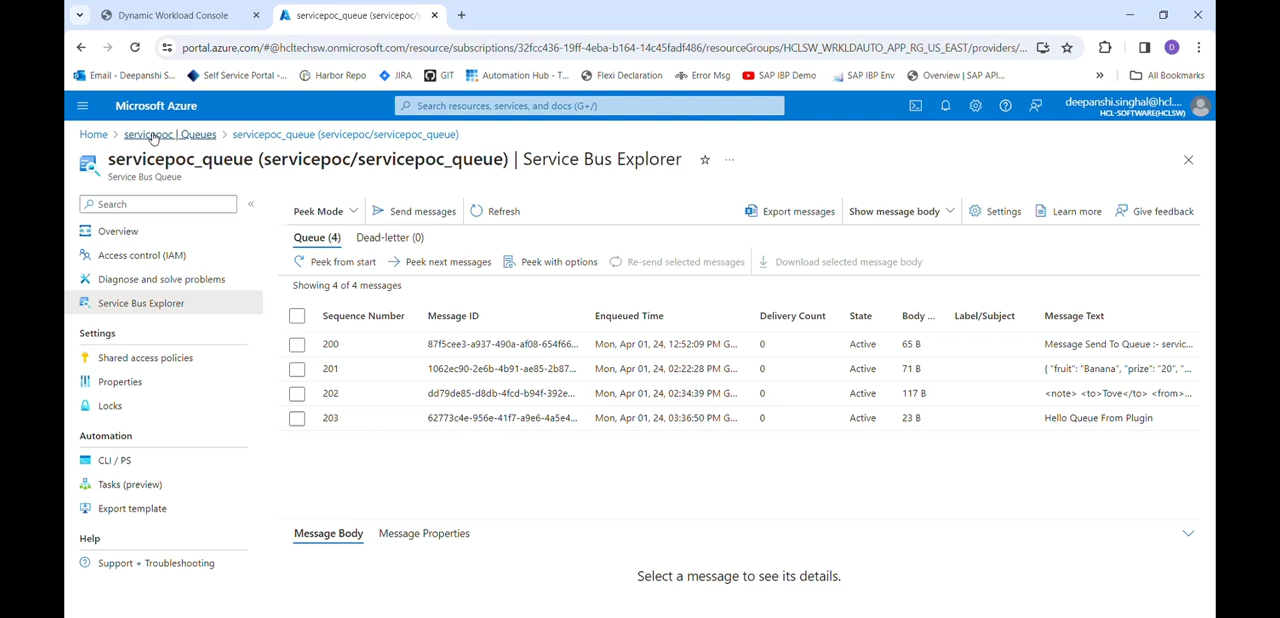 Dynamic Workload Console
servicepoc_queue (servicepoc/s
portal.azure.com/#@hcltechsw.onmicrosoft.com/resource/subscriptions/32fcc436-19ff-4eba-b164-14c45fadf486/resourceGroups/HCLSW_WRKLDAUTO_APP_RG_US_EAST/providers/...
Email - Deepanshi S... Self Service Portal -... Harbor Repo JIRA GIT Automation Hub - T... Flexi Declaration Error Msg SAP IBP Demo SAP IBP Env Overview | SAP API... » All Bookmarks
Microsoft Azure Search resources, services, and docs (G+/) deepanshi.singhal@hcl...
HCL-SOFTWARE(HCLSW)
Home > servicepoc | Queues > servicepoc_queue (servicepoc/servicepoc_queue)
servicepoc_queue (servicepoc/servicepoc_queue) | Service Bus Explorer ...
Service Bus Queue
Search «
Peek Mode Send messages Refresh Export messages Show message body Settings Learn more Give feedback
Overview
Access control (IAM)
Diagnose and solve problems
Service Bus Explorer
Settings
Shared access policies
Properties
Locks
Automation
CLI / PS
Tasks (preview)
Export template
Help
Support + Troubleshooting
Queue (4) Dead-letter (0)
Peek from start Peek next messages Peek with options Re-send selected messages Download selected message body
Showing 4 of 4 messages
Sequence Number Message ID Enqueued Time Delivery Count State Body ... Label/Subject Message Text
200 87f5cee3-a937-490a-af08-654f66... Mon, Apr 01, 24, 12:52:09 PM G... 0 Active 65 B Message Send To Queue :- servic...
201 1062ec90-2e6b-4b91-ae85-2b87... Mon, Apr 01, 24, 02:22:28 PM G... 0 Active 71 B { "fruit": "Banana", "prize": "20", "...
202 dd79de85-d8db-4fcd-b94f-392e... Mon, Apr 01, 24, 02:34:39 PM G... 0 Active 117 B <note> <to>Tove</to> <from>...
203 62773c4e-956e-41f7-a9e6-4a5e4... Mon, Apr 01, 24, 03:36:50 PM G... 0 Active 23 B Hello Queue From Plugin
Message Body Message Properties
Select a message to see its details.